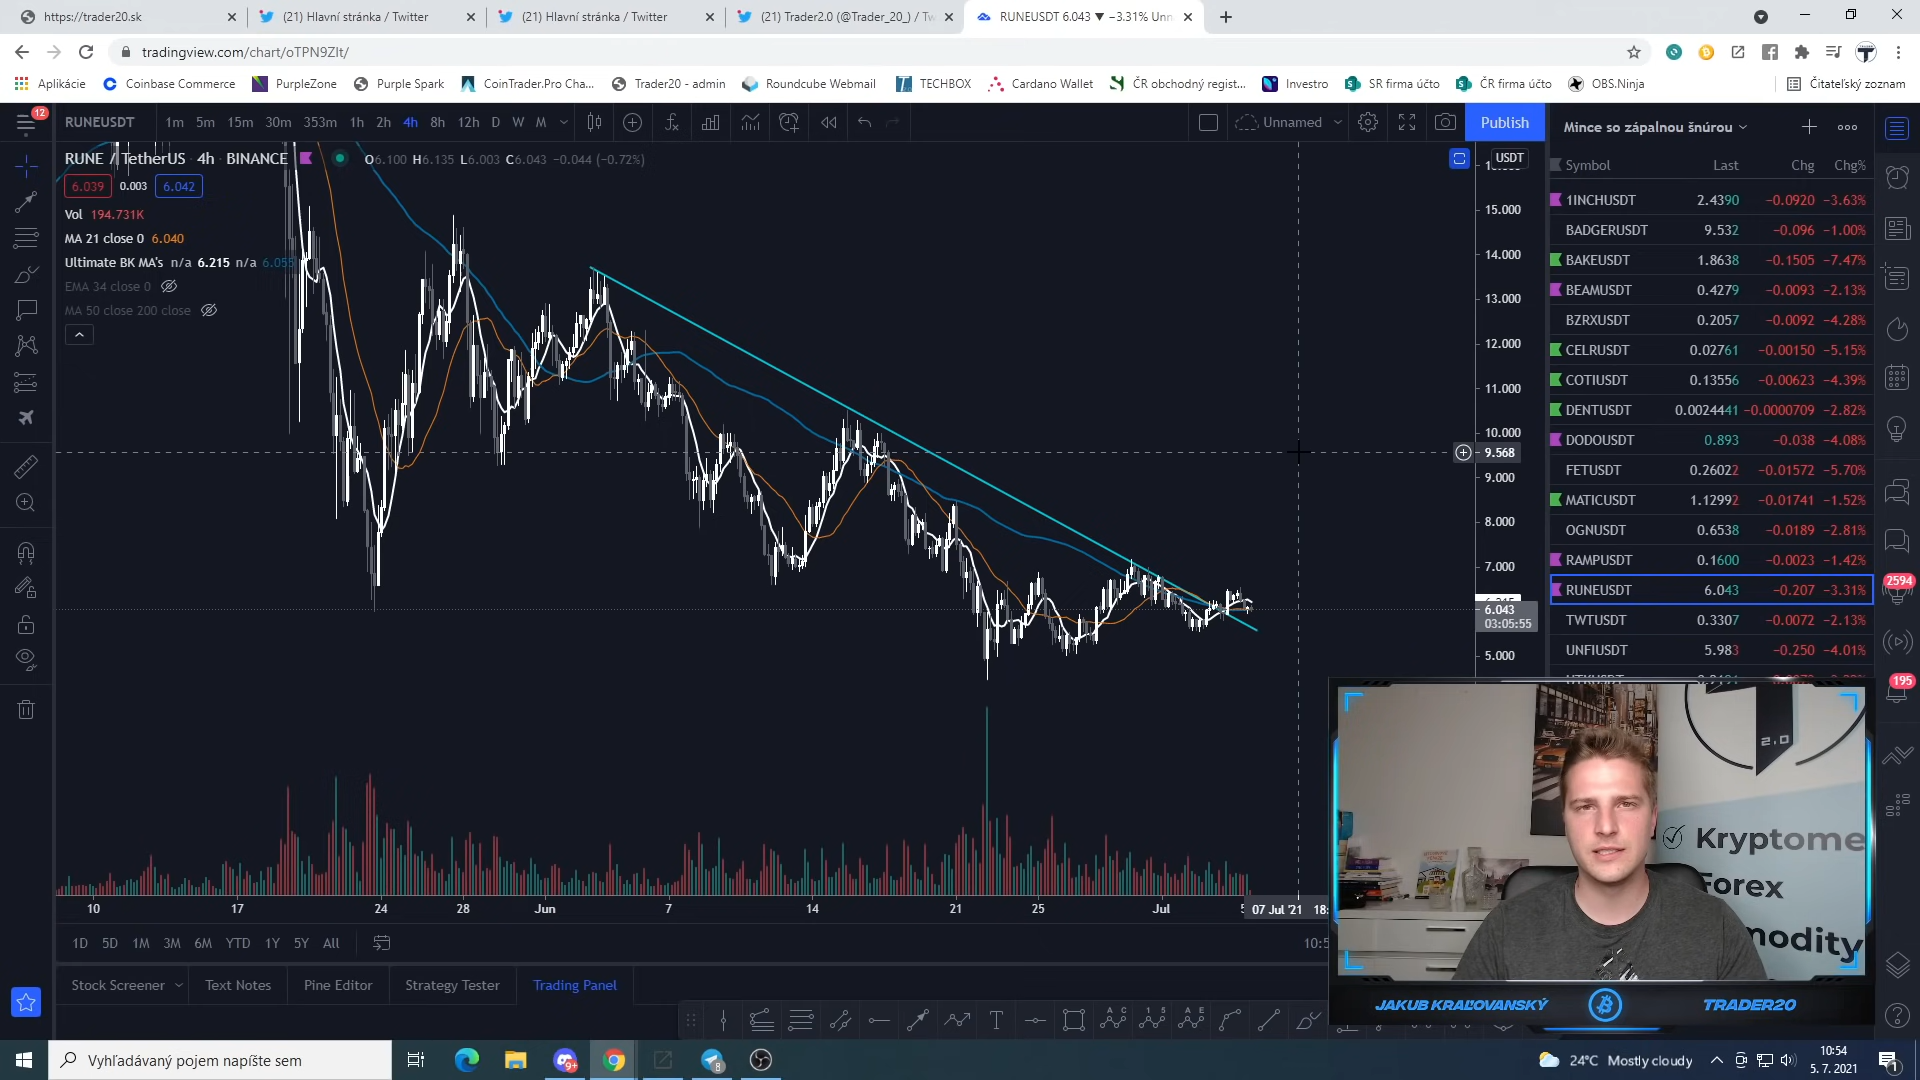 https://trader20.sk
(21) Hlavní stránka / Twitter
(21) Hlavní stránka / Twitter
(21) Trader2.0 (@Trader_20_) / Tw
RUNEUSDT 6.043 ▼ −3.31% Unn
tradingview.com/chart/oTPN9ZIt/
Aplikácie
Coinbase Commerce
PurpleZone
Purple Spark
CoinTrader.Pro Cha...
Trader20 - admin
Roundcube Webmail
TECHBOX
Cardano Wallet
ČR obchodný regist...
Investro
SR firma účto
ČR firma účto
OBS.Ninja
Čitateľský zoznam
12
RUNEUSDT 1m 5m 15m 30m 353m 1h 2h 4h 8h 12h D W M
Unnamed
Publish
Mince so zápalnou šnúrou
RUNE / TetherUS 4h BINANCE O6.100 H6.135 L6.003 C6.043 −0.044 (−0.72%)
USDT
6.039 0.003 6.042
Vol 194.731K
MA 21 close 0 6.040
Ultimate BK MA's n/a 6.215 n/a 6.055
EMA 34 close 0
MA 50 close 200 close
15.000
14.000
13.000
12.000
11.000
10.000
9.568
9.000
8.000
7.000
6.043
03:05:55
5.000
Symbol Last Chg Chg%
1INCHUSDT 2.4390 −0.0920 −3.63%
BADGERUSDT 9.532 −0.096 −1.00%
BAKEUSDT 1.8638 −0.1505 −7.47%
BEAMUSDT 0.4279 −0.0093 −2.13%
BZRXUSDT 0.2057 −0.0092 −4.28%
CELRUSDT 0.02761 −0.00150 −5.15%
COTIUSDT 0.13556 −0.00623 −4.39%
DENTUSDT 0.0024441 −0.0000709 −2.82%
DODOUSDT 0.893 −0.038 −4.08%
FETUSDT 0.26022 −0.01572 −5.70%
MATICUSDT 1.12992 −0.01741 −1.52%
OGNUSDT 0.6538 −0.0189 −2.81%
RAMPUSDT 0.1600 −0.0023 −1.42%
RUNEUSDT 6.043 −0.207 −3.31%
TWTUSDT 0.3307 −0.0072 −2.13%
UNFIUSDT 5.983 −0.250 −4.01%
2594
195
10 17 24 28 Jun 7 14 21 25 Jul 5 07 Jul '21 18:
1D 5D 1M 3M 6M YTD 1Y 5Y All
10:5
Stock Screener
Text Notes
Pine Editor
Strategy Tester
Trading Panel
2.0
Kryptome
Forex
modity
JAKUB KRAĽOVANSKÝ
TRADER20
Vyhľadávaný pojem napíšte sem
9+
8
24°C Mostly cloudy
10:54
5. 7. 2021
1